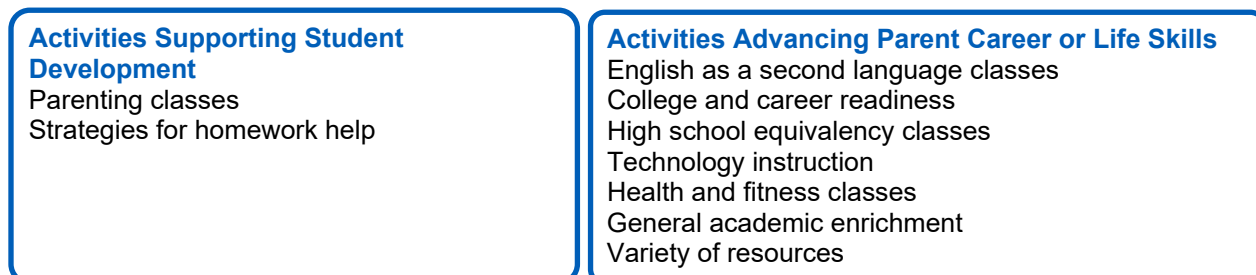 Activities Supporting Student
Development
Parenting classes
Strategies for homework help
Activities Advancing Parent Career or Life Skills
English as a second language classes
College and career readiness
High school equivalency classes
Technology instruction
Health and fitness classes
General academic enrichment
Variety of resources